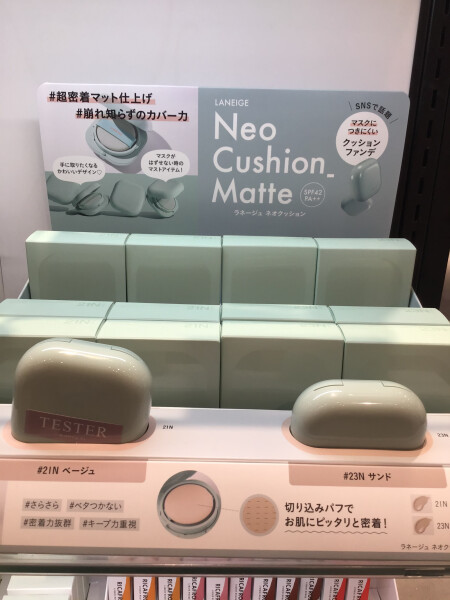 #超密着マット仕上げ
#崩れ知らずのカバー力
手に取りたくなる
かわいいデザイン♡
マスクが
はずせない時の
マストアイテム!
LANEIGE
Neo
Cushion_
Matte
SPF42
PA++
ラネージュ ネオクッション
SNSで話題
マスクに
つきにくい
クッション
ファンデ
TESTER
21N
23N
#21N ベージュ
#23N サンド
#さらさら #ベタつかない
#密着力抜群 #キープ力重視
切り込みパフで
お肌にピッタリと密着!
21N
23N
ラネージュ ネオク